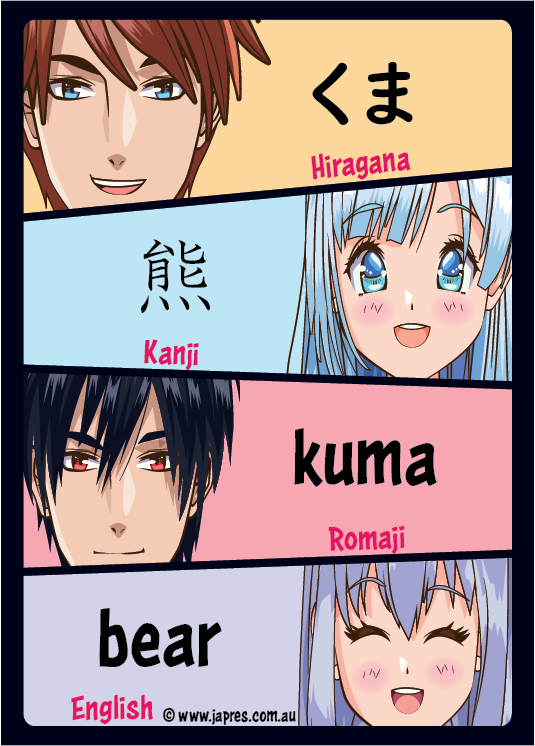 くま
Hiragana
熊
Kanji
kuma
Romaji
bear
English © www.japres.com.au